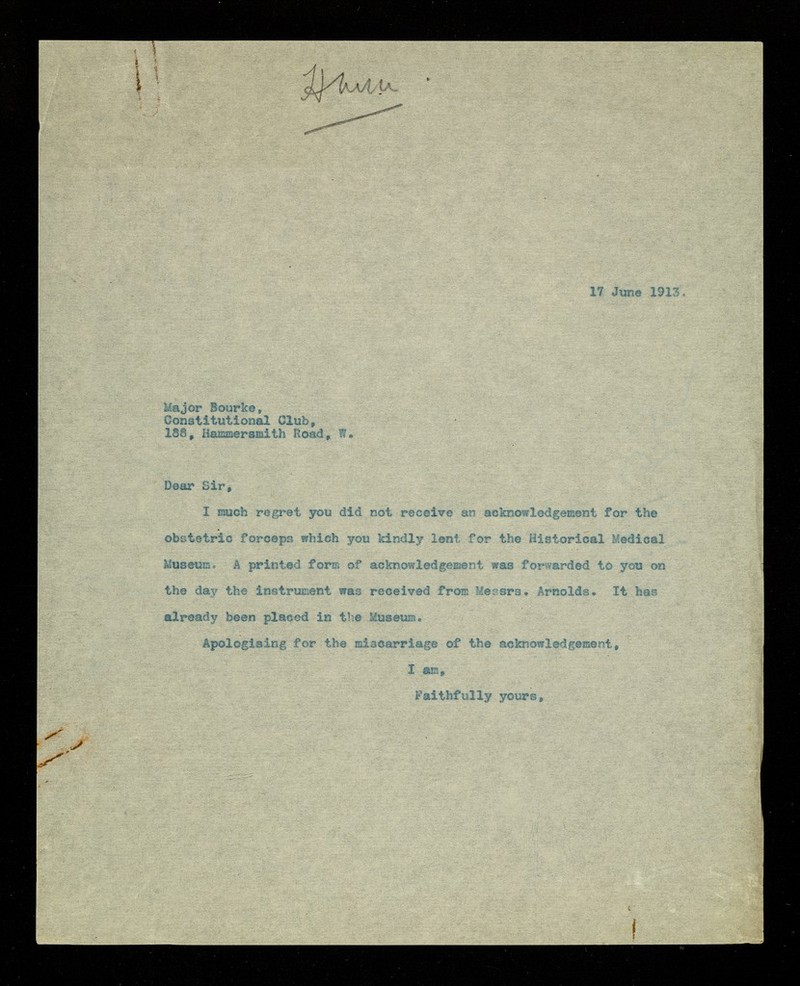 17 June 1913.
Major Bourke,
Constitutional Club,
188, Hammersmith Road, W.
Dear Sir,
I much regret you did not receive an acknowledgement for the
obstetric forceps which you kindly lent for the Historical Medical
Museum. A printed form of acknowledgement was forwarded to you on
the day the instrument was received from Messrs. Arnolds. It has
already been placed in the Museum.
Apologising for the miscarriage of the acknowledgement,
I am,
Faithfully yours,